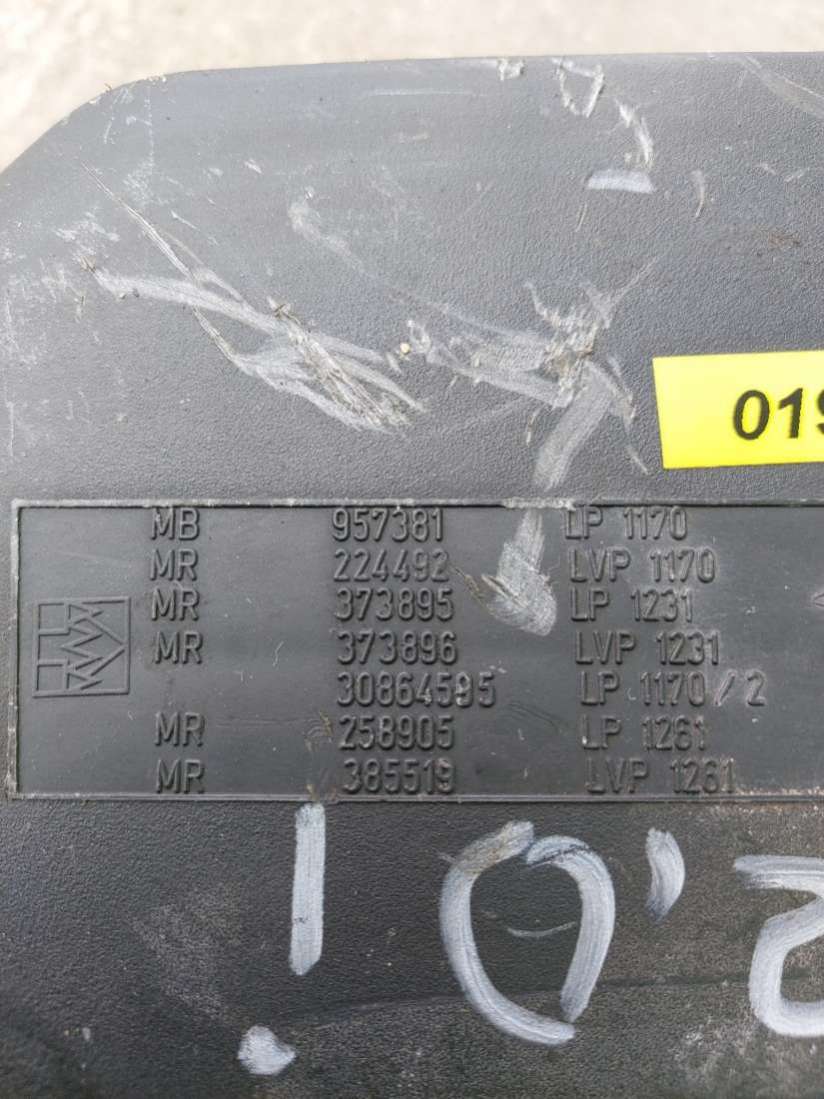 019
MB 957381 LP 1170
MR 224492 LVP 1170
MR 373895 LP 1231
MR 373896 LVP 1231
30864595 LP 1170/2
MR 258905 LP 1261
MR 385519 LVP 1261